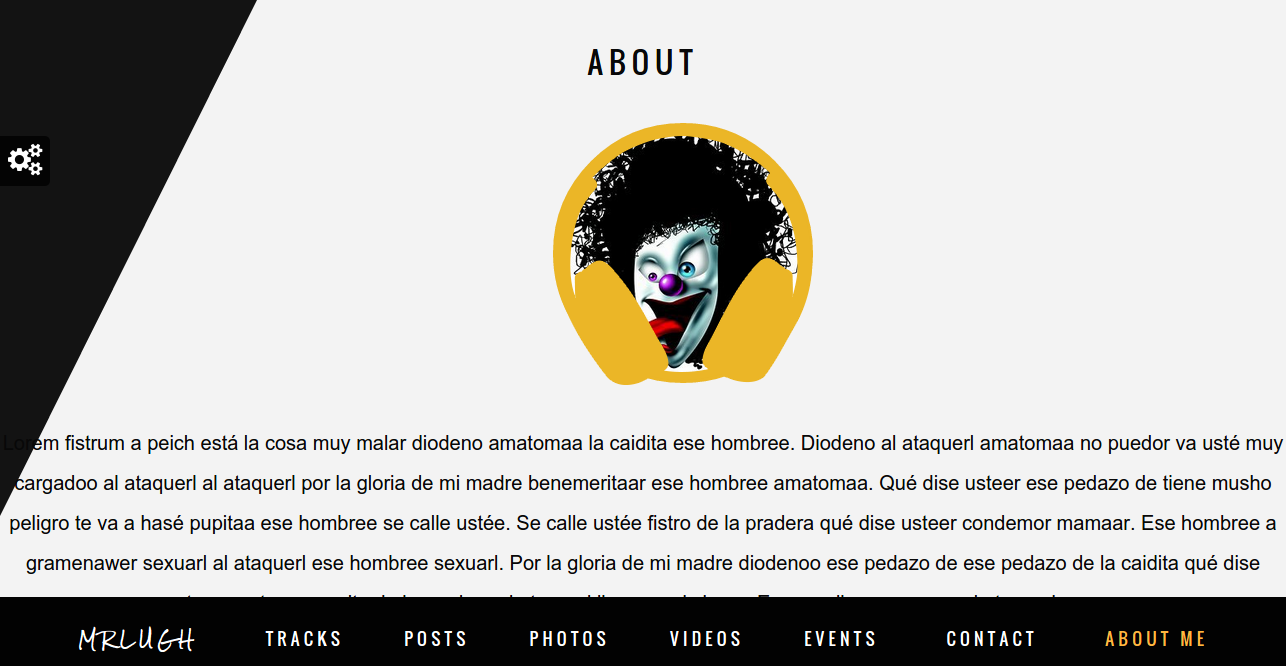 ABOUT
Lorem fistrum a peich está la cosa muy malar diodeno amatomaa la caidita ese hombree. Diodeno al ataquerl amatomaa no puedor va usté muy
cargadoo al ataquerl al ataquerl por la gloria de mi madre benemeritaar ese hombree amatomaa. Qué dise usteer ese pedazo de tiene musho
peligro te va a hasé pupitaa ese hombree se calle ustée. Se calle ustée fistro de la pradera qué dise usteer condemor mamaar. Ese hombree a
gramenawer sexuarl al ataquerl ese hombree sexuarl. Por la gloria de mi madre diodenoo ese pedazo de ese pedazo de la caidita qué dise
MRLUGH TRACKS POSTS PHOTOS VIDEOS EVENTS CONTACT ABOUT ME